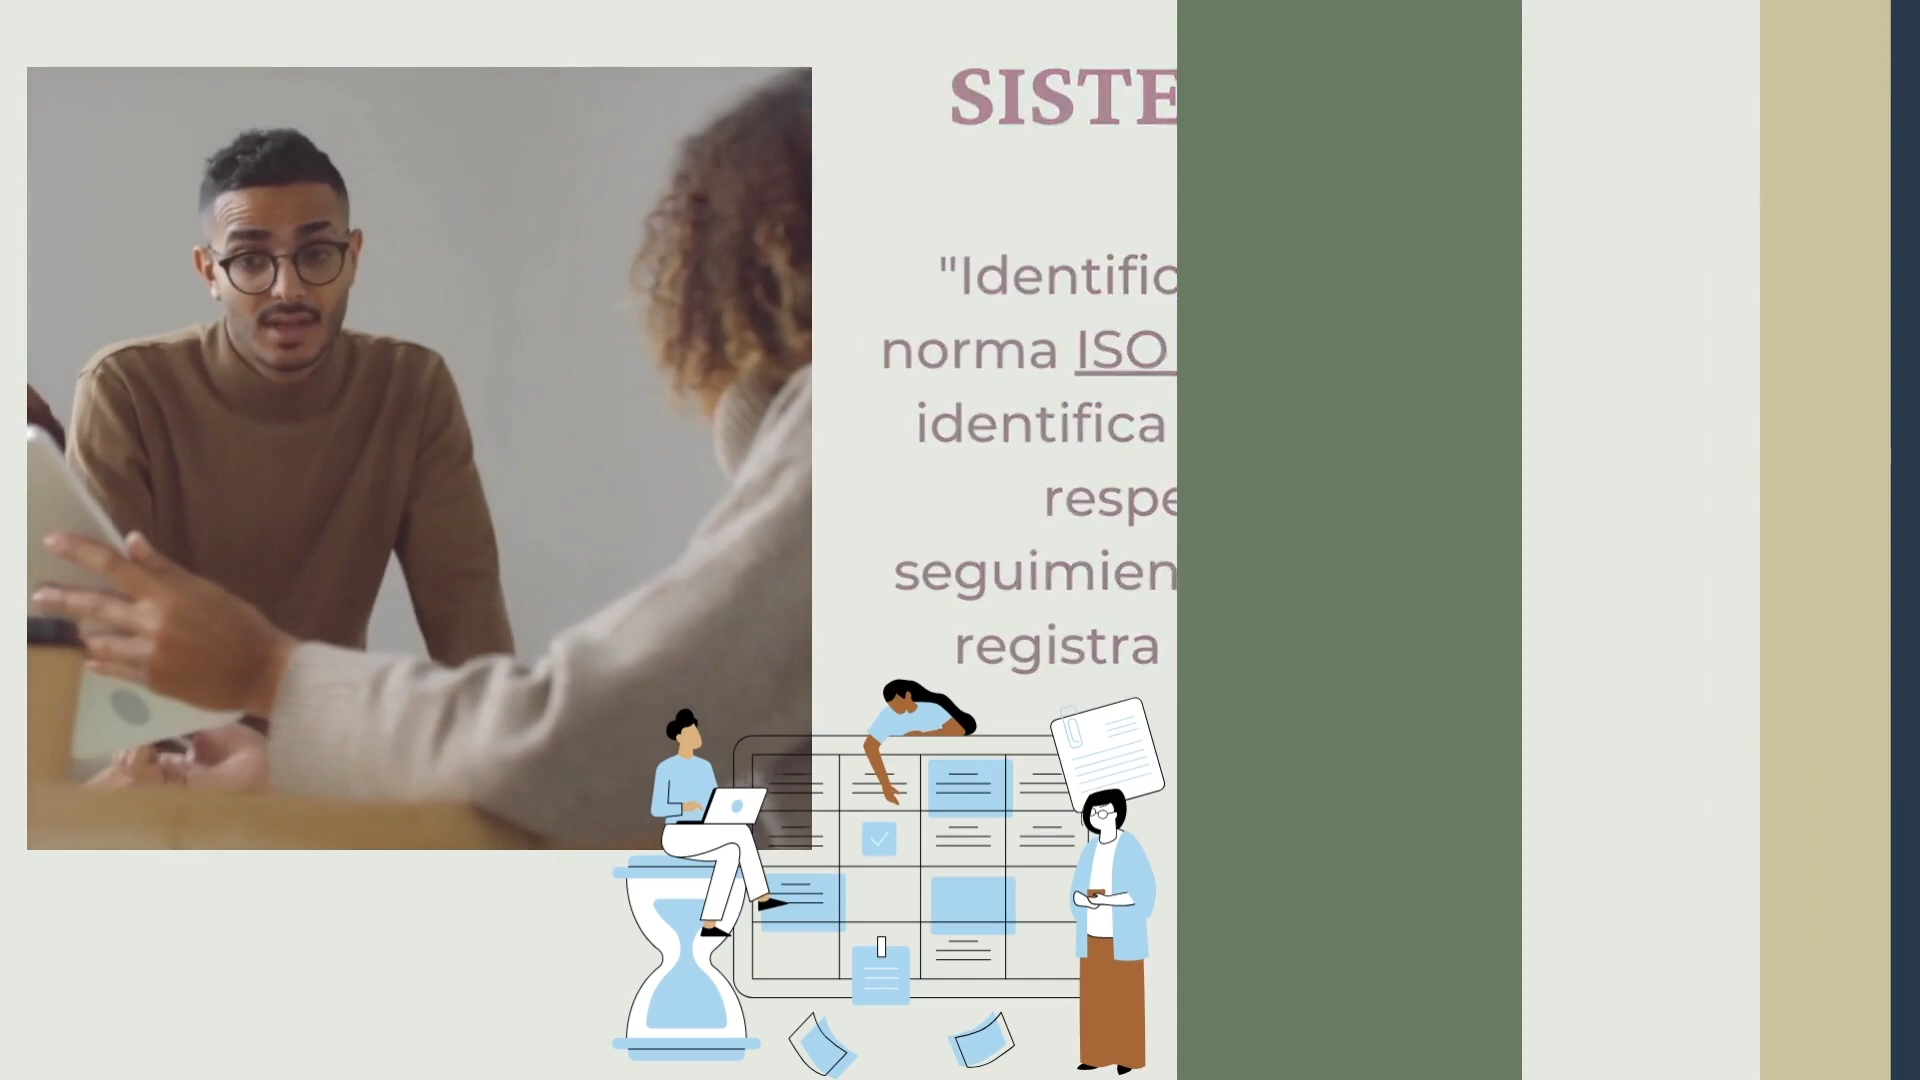 SISTE
"Identific
norma ISO
identifica
respe
seguimien
registra